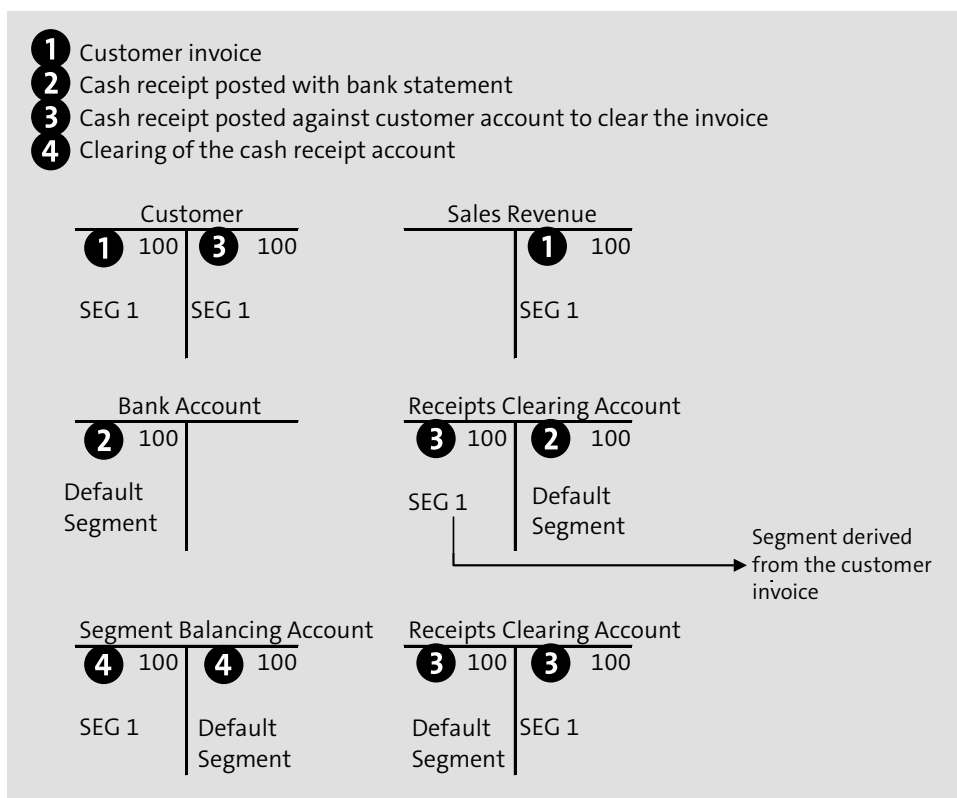 1 Customer invoice
2 Cash receipt posted with bank statement
3 Cash receipt posted against customer account to clear the invoice
4 Clearing of the cash receipt account
Customer
1 100 3 100
SEG 1 SEG 1
Sales Revenue
1 100
SEG 1
Bank Account
2 100
Default
Segment
Receipts Clearing Account
3 100 2 100
SEG 1 Default
Segment
Segment derived
from the customer
invoice
Segment Balancing Account
4 100 4 100
SEG 1 Default
Segment
Receipts Clearing Account
3 100 3 100
Default SEG 1
Segment